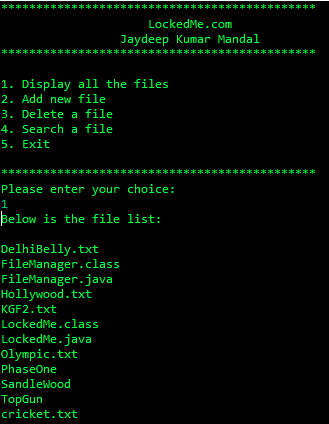 *********************************************
LockedMe.com
Jaydeep Kumar Mandal
*********************************************
1. Display all the files
2. Add new file
3. Delete a file
4. Search a file
5. Exit
*********************************************
Please enter your choice:
1
Below is the file list:
DelhiBelly.txt
FileManager.class
FileManager.java
Hollywood.txt
KGF2.txt
LockedMe.class
LockedMe.java
Olympic.txt
PhaseOne
SandleWood
TopGun
cricket.txt